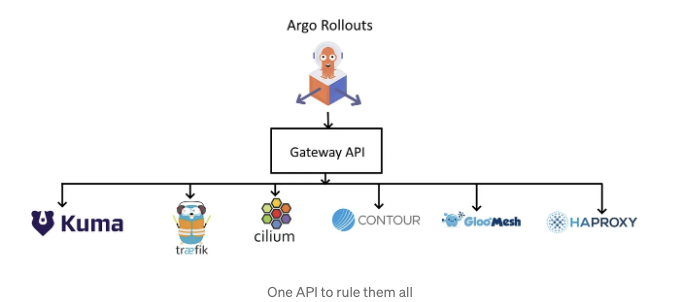 Argo Rollouts
Gateway API
Kuma
træfik
cilium
CONTOUR
GlooMesh
HAPROXY
One API to rule them all